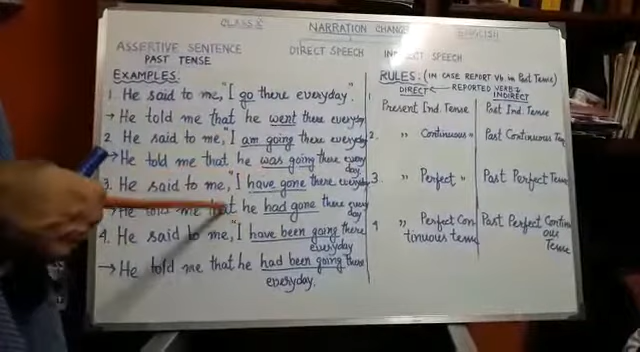 CLASS X
NARRATION CHANGE
ENGLISH
ASSERTIVE SENTENCE
DIRECT SPEECH
INDIRECT SPEECH
PAST TENSE
EXAMPLES:
1. He said to me, "I go there everyday".
→ He told me that he went there everyday
2. He said to me, "I am going there everyday
→ He told me that he was going there everyday
3. He said to me, "I have gone there everyday
→ He told me that he had gone there everyday
4. He said to me, "I have been going there everyday
→ He told me that he had been going there everyday.
RULES: (IN CASE REPORT Vb in Past Tense)
DIRECT ← REPORTED VERB INDIRECT
1. Present Ind. Tense Past Ind. Tense
2. " Continuous " Past Continuous
3. " Perfect " Past Perfect Tense
4 " Perfect Continuous tense Past Perfect Continuous Tense